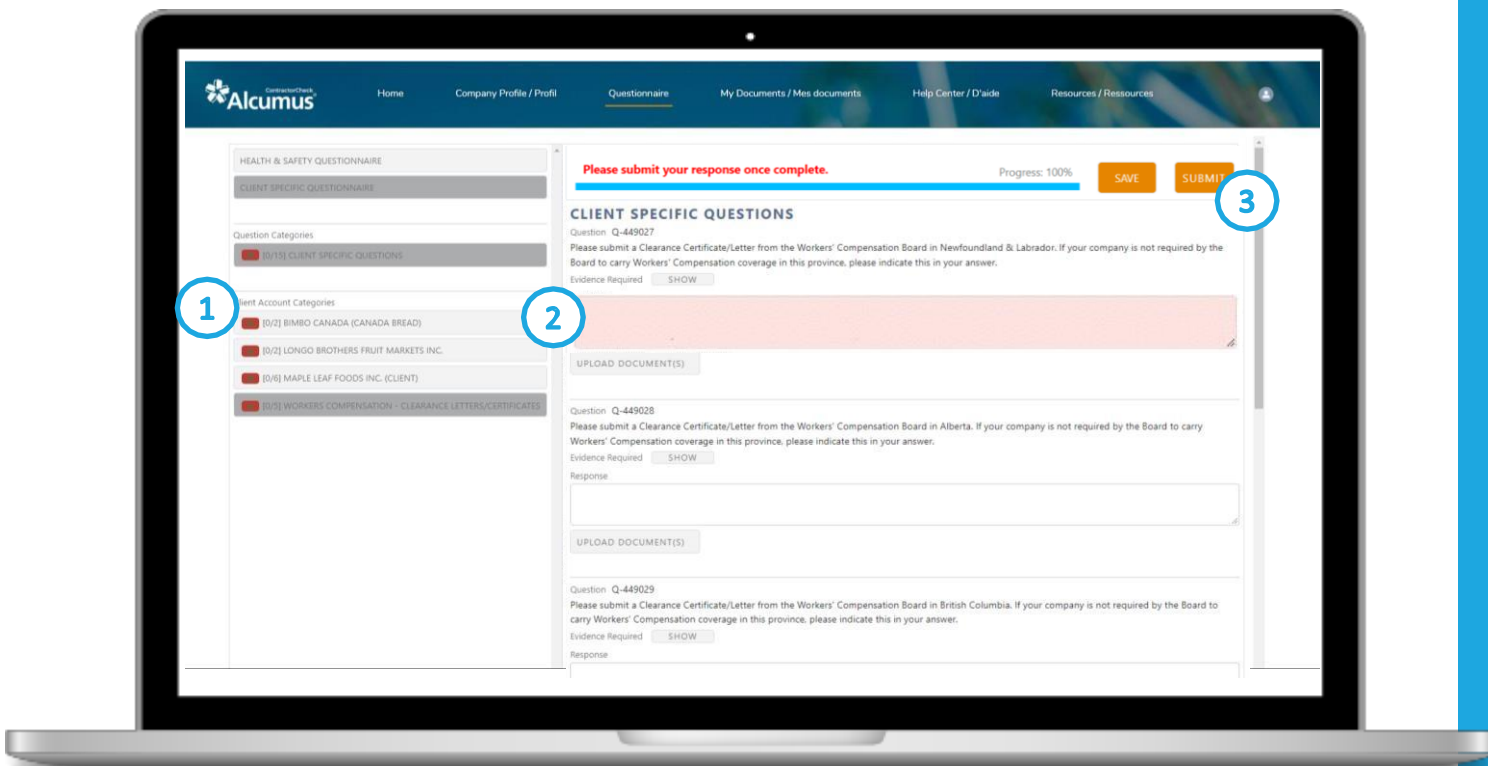 ContractorCheck
Alcumus
Home
Company Profile / Profil
Questionnaire
My Documents / Mes documents
Help Center / D'aide
Resources / Ressources
HEALTH & SAFETY QUESTIONNAIRE
CLIENT SPECIFIC QUESTIONNAIRE
Question Categories
[0/15] CLIENT SPECIFIC QUESTIONS
1
lient Account Categories
[0/2] BIMBO CANADA (CANADA BREAD)
[0/2] LONGO BROTHERS FRUIT MARKETS INC.
[0/6] MAPLE LEAF FOODS INC. (CLIENT)
[0/5] WORKERS COMPENSATION - CLEARANCE LETTERS/CERTIFICATES
Please submit your response once complete.
Progress: 100%
SAVE
SUBMIT
3
CLIENT SPECIFIC QUESTIONS
Question Q-449027
Please submit a Clearance Certificate/Letter from the Workers' Compensation Board in Newfoundland & Labrador. If your company is not required by the
Board to carry Workers' Compensation coverage in this province, please indicate this in your answer.
Evidence Required SHOW
2
UPLOAD DOCUMENT(S)
Question Q-449028
Please submit a Clearance Certificate/Letter from the Workers' Compensation Board in Alberta. If your company is not required by the Board to carry
Workers' Compensation coverage in this province, please indicate this in your answer.
Evidence Required SHOW
Response
UPLOAD DOCUMENT(S)
Question Q-449029
Please submit a Clearance Certificate/Letter from the Workers' Compensation Board in British Columbia. If your company is not required by the Board to
carry Workers' Compensation coverage in this province, please indicate this in your answer.
Evidence Required SHOW
Response